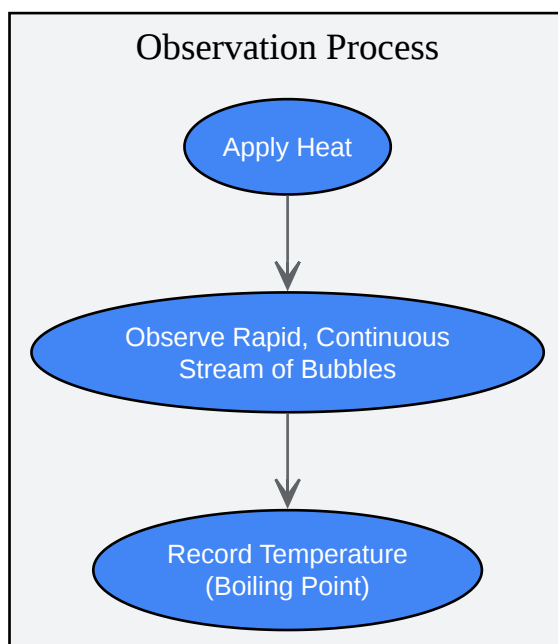 Observation Process
Apply Heat
Observe Rapid, Continuous
Stream of Bubbles
Record Temperature
(Boiling Point)